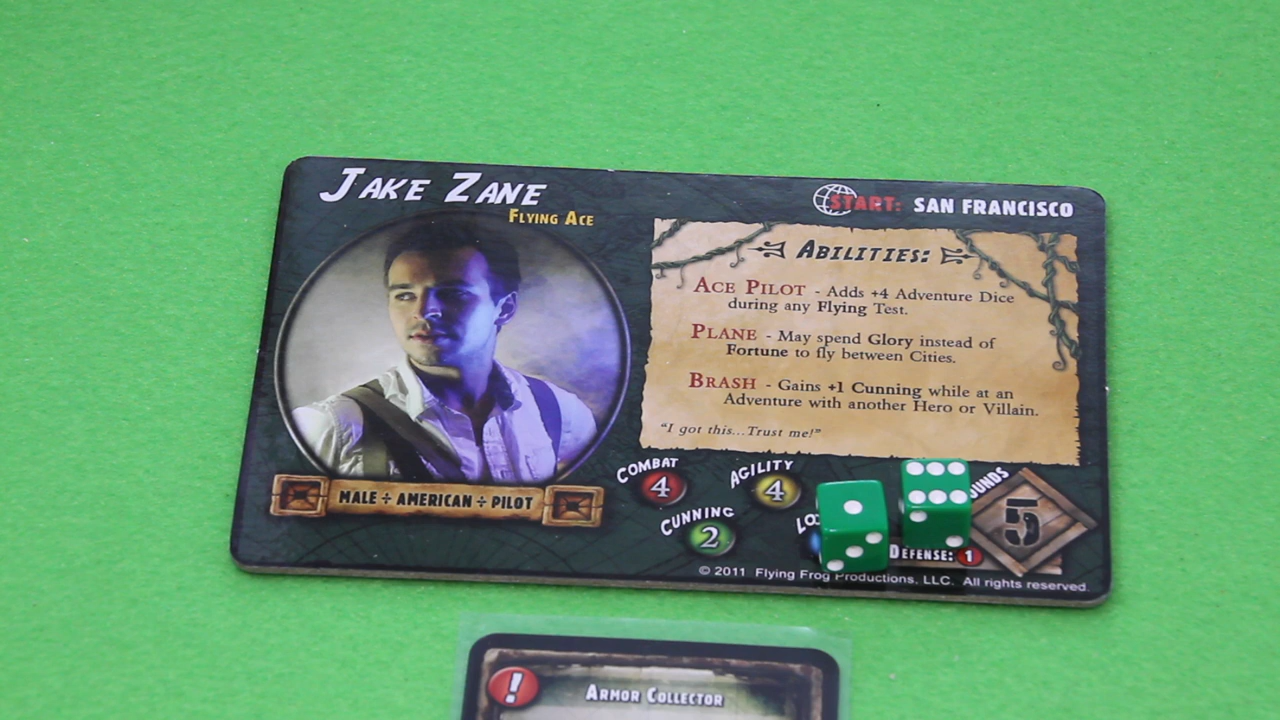 JAKE ZANE
FLYING ACE
START: SAN FRANCISCO
ABILITIES:
ACE PILOT - Adds +4 Adventure Dice
during any Flying Test.
PLANE - May spend Glory instead of
Fortune to fly between Cities.
BRASH - Gains +1 Cunning while at an
Adventure with another Hero or Villain.
"I got this...Trust me!"
MALE ÷ AMERICAN ÷ PILOT
COMBAT
4
AGILITY
4
CUNNING
2
5
DEFENSE: 1
© 2011 Flying Frog Productions, LLC. All rights reserved.
! ARMOR COLLECTOR